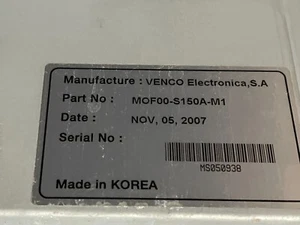 Manufacture : VENCO Electronica,S.A
Part No : MOF00-S150A-M1
Date : NOV, 05, 2007
Serial No :
MS050938
Made in KOREA